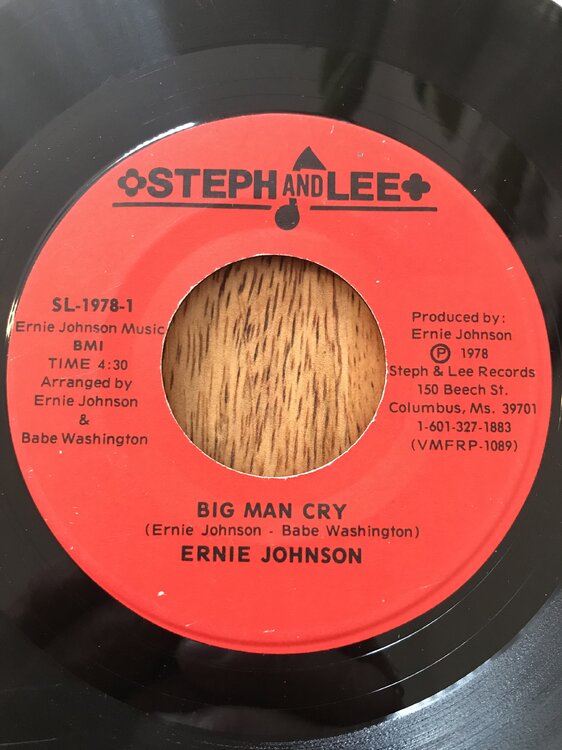 STEPH AND LEE
SL-1978-1
Ernie Johnson Music
BMI
TIME 4:30
Arranged by
Ernie Johnson
&
Babe Washington
Produced by:
Ernie Johnson
Ⓟ 1978
Steph & Lee Records
150 Beech St.
Columbus, Ms. 39701
1-601-327-1883
(VMFRP-1089)
BIG MAN CRY
(Ernie Johnson - Babe Washington)
ERNIE JOHNSON